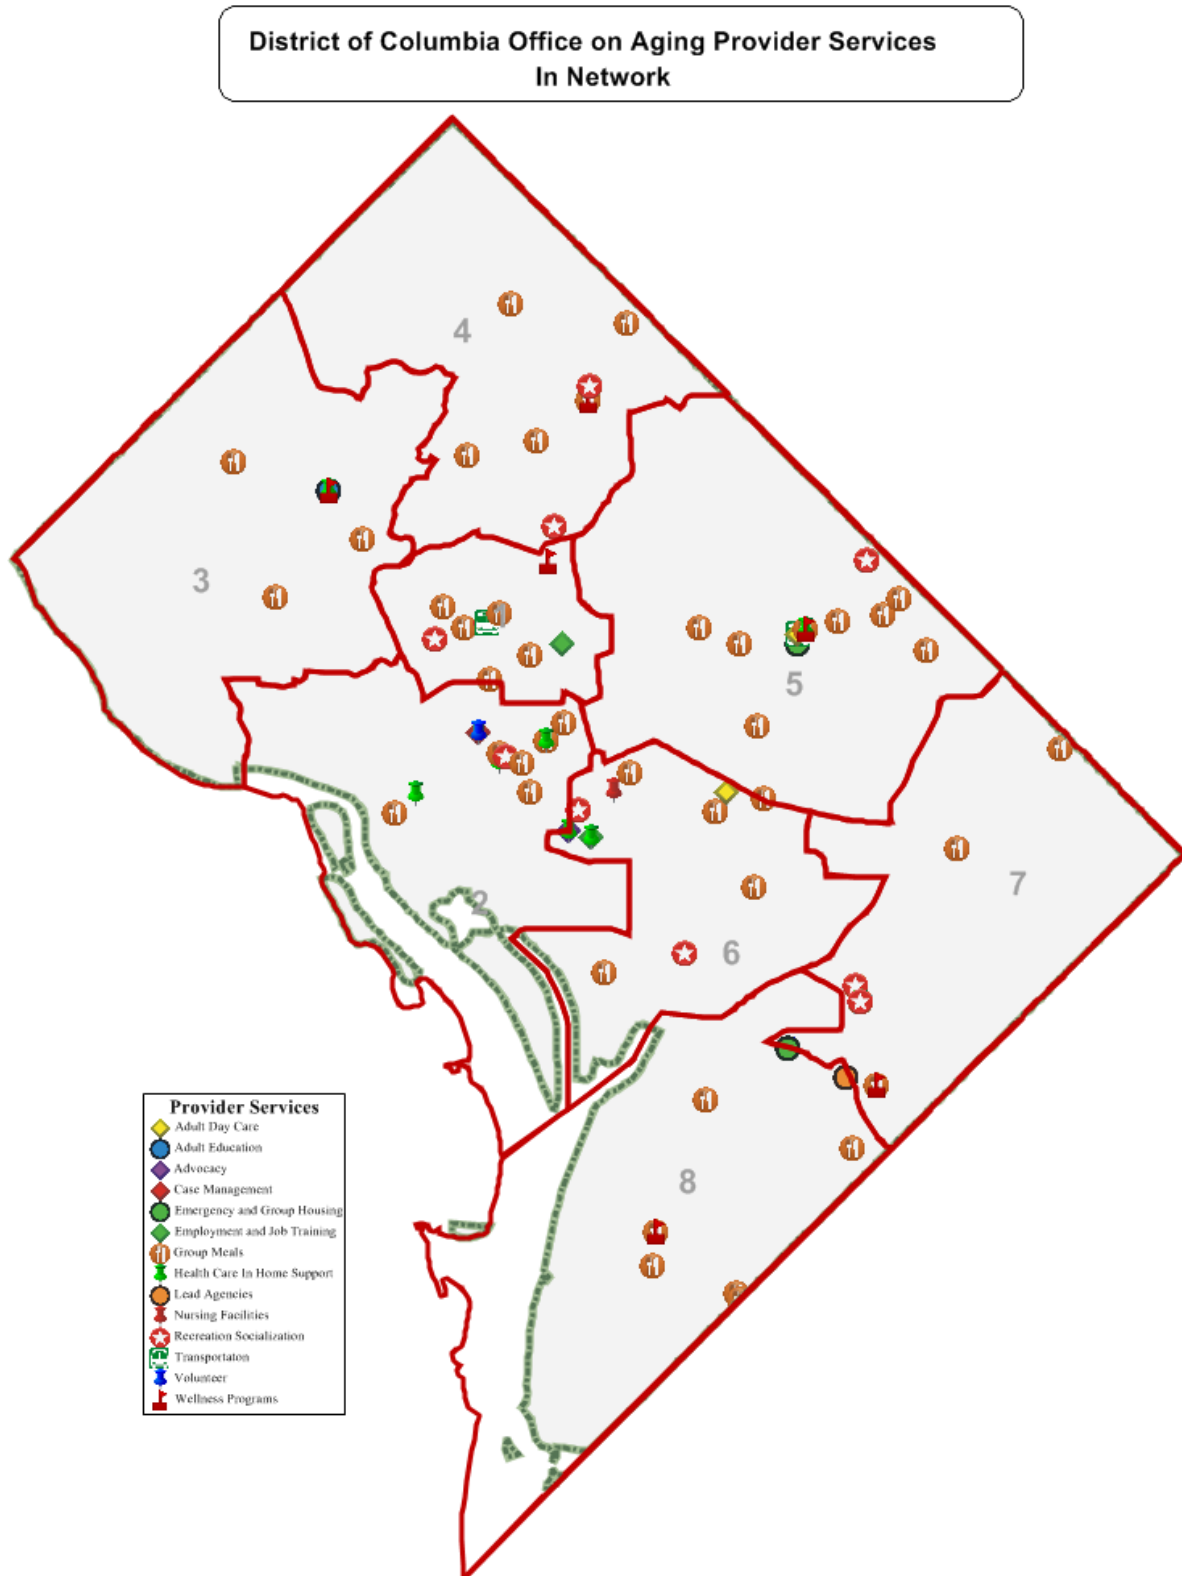 District of Columbia Office on Aging Provider Services
In Network
4
3
1
5
7
2
6
8
Provider Services
Adult Day Care
Adult Education
Advocacy
Case Management
Emergency and Group Housing
Employment and Job Training
Group Meals
Health Care In Home Support
Lead Agencies
Nursing Facilities
Recreation Socialization
Transportaton
Volunteer
Wellness Programs